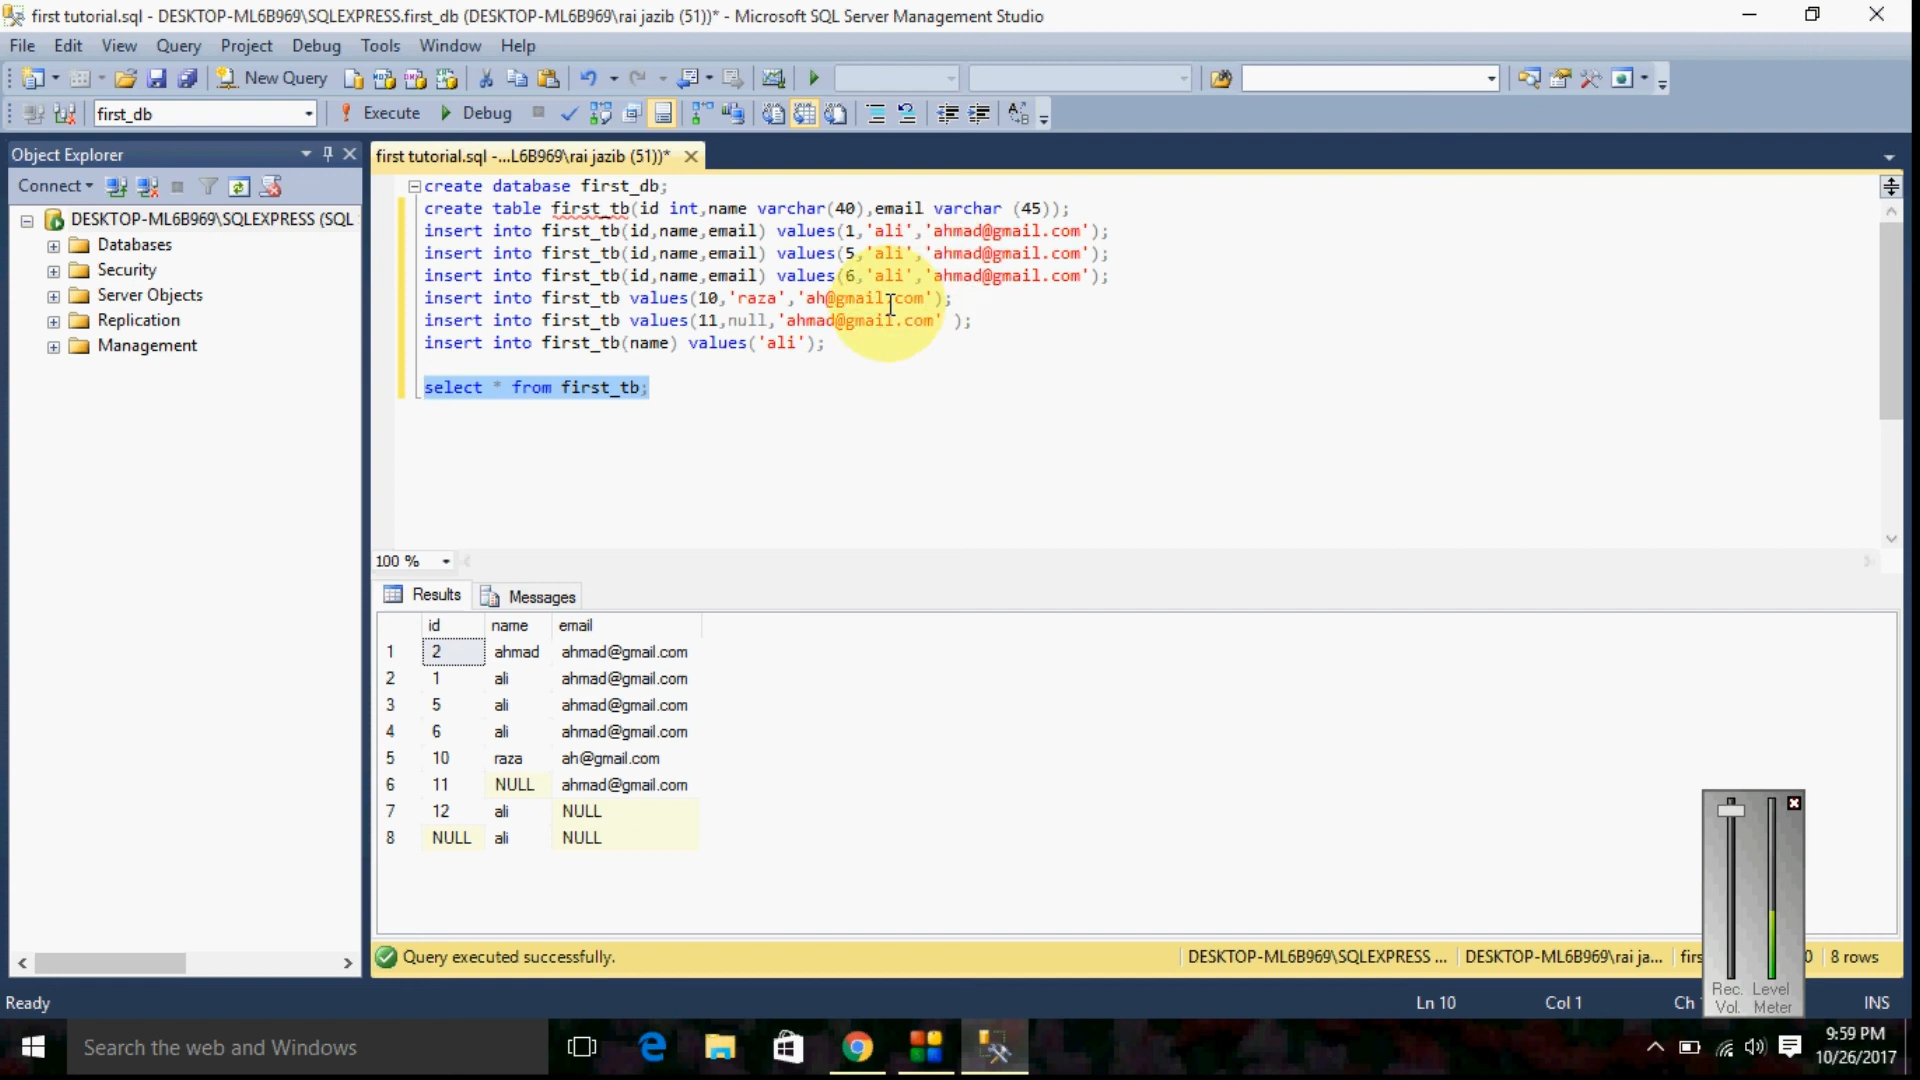 first tutorial.sql - DESKTOP-ML6B969\SQLEXPRESS.first_db (DESKTOP-ML6B969\rai jazib (51))* - Microsoft SQL Server Management Studio
File Edit View Query Project Debug Tools Window Help
New Query
first_db Execute Debug
Object Explorer
Connect
DESKTOP-ML6B969\SQLEXPRESS (SQL
Databases
Security
Server Objects
Replication
Management
first tutorial.sql -...L6B969\rai jazib (51))*
create database first_db;
create table first_tb(id int,name varchar(40),email varchar (45));
insert into first_tb(id,name,email) values(1,'ali','ahmad@gmail.com');
insert into first_tb(id,name,email) values(5,'ali','ahmad@gmail.com');
insert into first_tb(id,name,email) values(6,'ali','ahmad@gmail.com');
insert into first_tb values(10,'raza','ah@gmail.com');
insert into first_tb values(11,null,'ahmad@gmail.com' );
insert into first_tb(name) values('ali');
select * from first_tb;
100 %
Results Messages
id name email
1 2 ahmad ahmad@gmail.com
2 1 ali ahmad@gmail.com
3 5 ali ahmad@gmail.com
4 6 ali ahmad@gmail.com
5 10 raza ah@gmail.com
6 11 NULL ahmad@gmail.com
7 12 ali NULL
8 NULL ali NULL
Query executed successfully. DESKTOP-ML6B969\SQLEXPRESS ... DESKTOP-ML6B969\rai ja... firs 0 8 rows
Rec. Level
Vol. Meter
Ready Ln 10 Col 1 Ch INS
Search the web and Windows
9:59 PM
10/26/2017